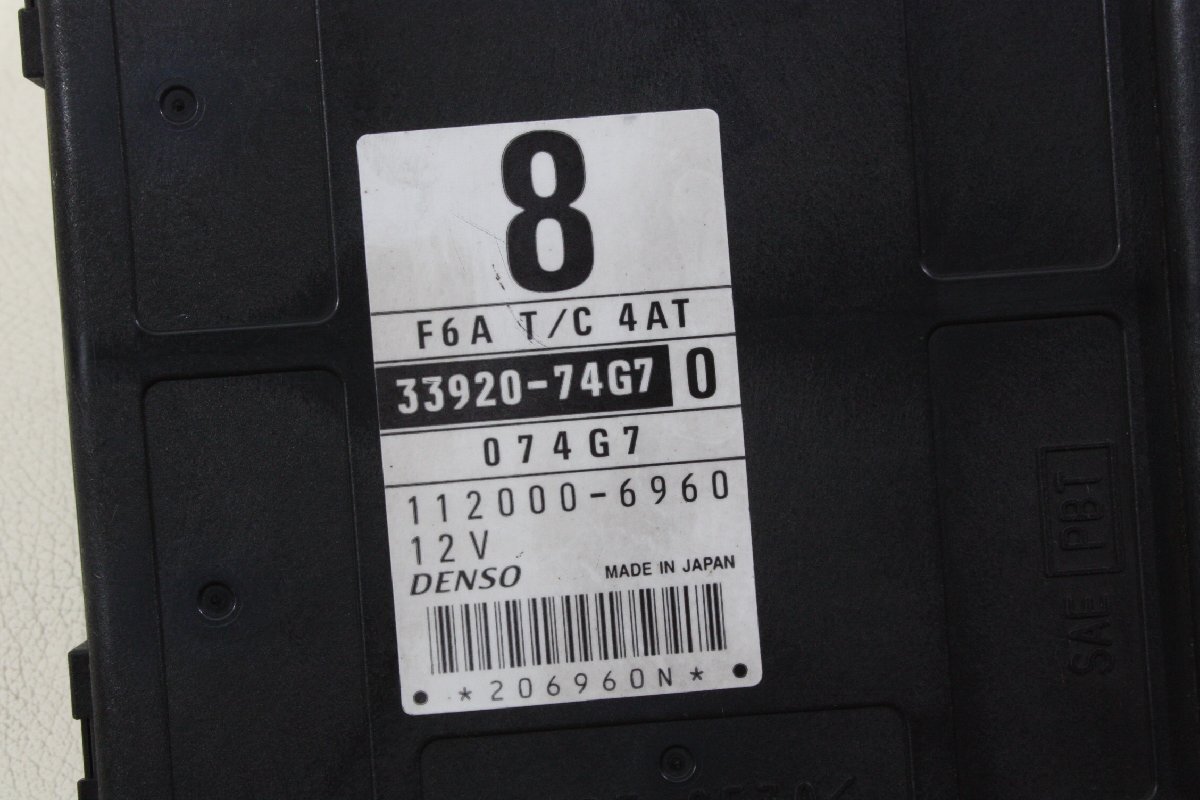 8
F6A T/C 4AT
33920-74G7 0
074G7
112000-6960
12V
DENSO MADE IN JAPAN
*206960N*
SAE PBT